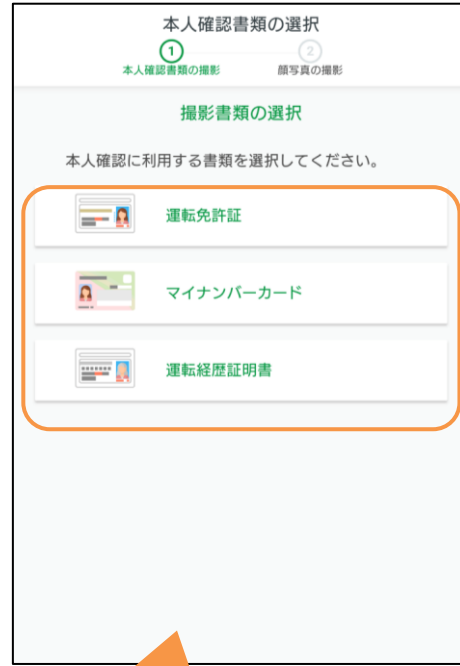 本人確認書類の選択
1 2
本人確認書類の撮影 顔写真の撮影
撮影書類の選択
本人確認に利用する書類を選択してください。
運転免許証
マイナンバーカード
運転経歴証明書